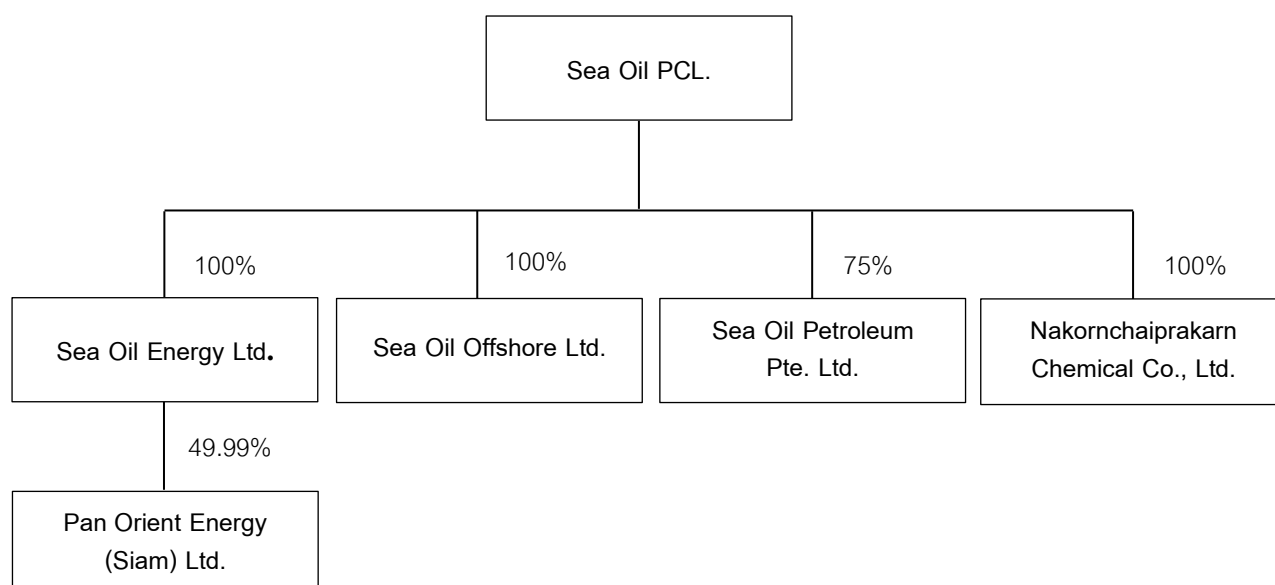 Sea Oil PCL.
100%
100%
75%
100%
Sea Oil Energy Ltd.
Sea Oil Offshore Ltd.
Sea Oil Petroleum
Pte. Ltd.
Nakornchaiprakarn
Chemical Co., Ltd.
49.99%
Pan Orient Energy
(Siam) Ltd.